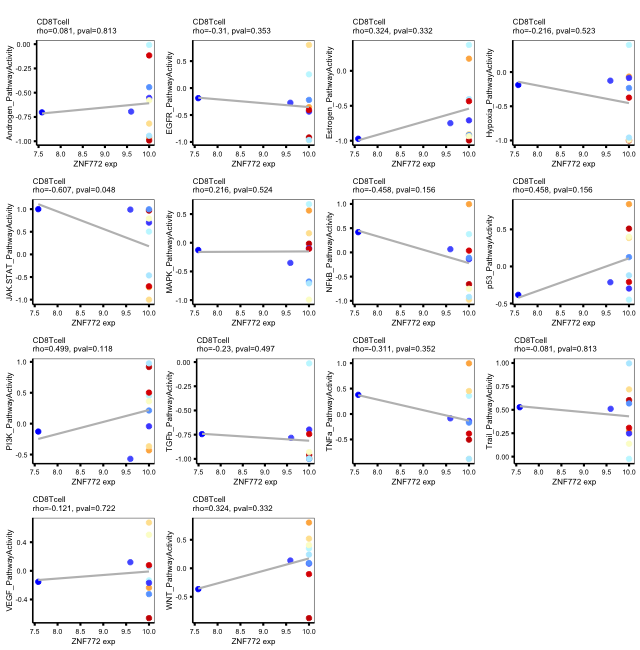 CD8Tcell
rho=0.081, pval=0.813
Androgen_PathwayActivity
0.00
-0.25
-0.50
-0.75
-1.00
7.5 8.0 8.5 9.0 9.5 10.0
ZNF772 exp
CD8Tcell
rho=-0.31, pval=0.353
EGFR_PathwayActivity
0.5
0.0
-0.5
-1.0
7.5 8.0 8.5 9.0 9.5 10.0
ZNF772 exp
CD8Tcell
rho=0.324, pval=0.332
Estrogen_PathwayActivity
0.0
-0.5
-1.0
7.5 8.0 8.5 9.0 9.5 10.0
ZNF772 exp
CD8Tcell
rho=-0.216, pval=0.523
Hypoxia_PathwayActivity
0.0
-0.5
-1.0
7.5 8.0 8.5 9.0 9.5 10.0
ZNF772 exp
CD8Tcell
rho=-0.607, pval=0.048
JAK-STAT_PathwayActivity
1.0
0.5
0.0
-0.5
-1.0
7.5 8.0 8.5 9.0 9.5 10.0
ZNF772 exp
CD8Tcell
rho=0.216, pval=0.524
MAPK_PathwayActivity
0.5
0.0
-0.5
-1.0
7.5 8.0 8.5 9.0 9.5 10.0
ZNF772 exp
CD8Tcell
rho=-0.458, pval=0.156
NFkB_PathwayActivity
1.0
0.5
0.0
-0.5
-1.0
7.5 8.0 8.5 9.0 9.5 10.0
ZNF772 exp
CD8Tcell
rho=0.458, pval=0.156
p53_PathwayActivity
0.5
0.0
-0.5
7.5 8.0 8.5 9.0 9.5 10.0
ZNF772 exp
CD8Tcell
rho=0.499, pval=0.118
PI3K_PathwayActivity
1.0
0.5
0.0
-0.5
7.5 8.0 8.5 9.0 9.5 10.0
ZNF772 exp
CD8Tcell
rho=-0.23, pval=0.497
TGFb_PathwayActivity
0.00
-0.25
-0.50
-0.75
-1.00
7.5 8.0 8.5 9.0 9.5 10.0
ZNF772 exp
CD8Tcell
rho=-0.311, pval=0.352
TNFa_PathwayActivity
1.0
0.5
0.0
-0.5
7.5 8.0 8.5 9.0 9.5 10.0
ZNF772 exp
CD8Tcell
rho=-0.081, pval=0.813
Trail_PathwayActivity
1.00
0.75
0.50
0.25
0.00
7.5 8.0 8.5 9.0 9.5 10.0
ZNF772 exp
CD8Tcell
rho=-0.121, pval=0.722
VEGF_PathwayActivity
0.4
0.0
-0.4
7.5 8.0 8.5 9.0 9.5 10.0
ZNF772 exp
CD8Tcell
rho=0.324, pval=0.332
WNT_PathwayActivity
0.5
0.0
-0.5
7.5 8.0 8.5 9.0 9.5 10.0
ZNF772 exp